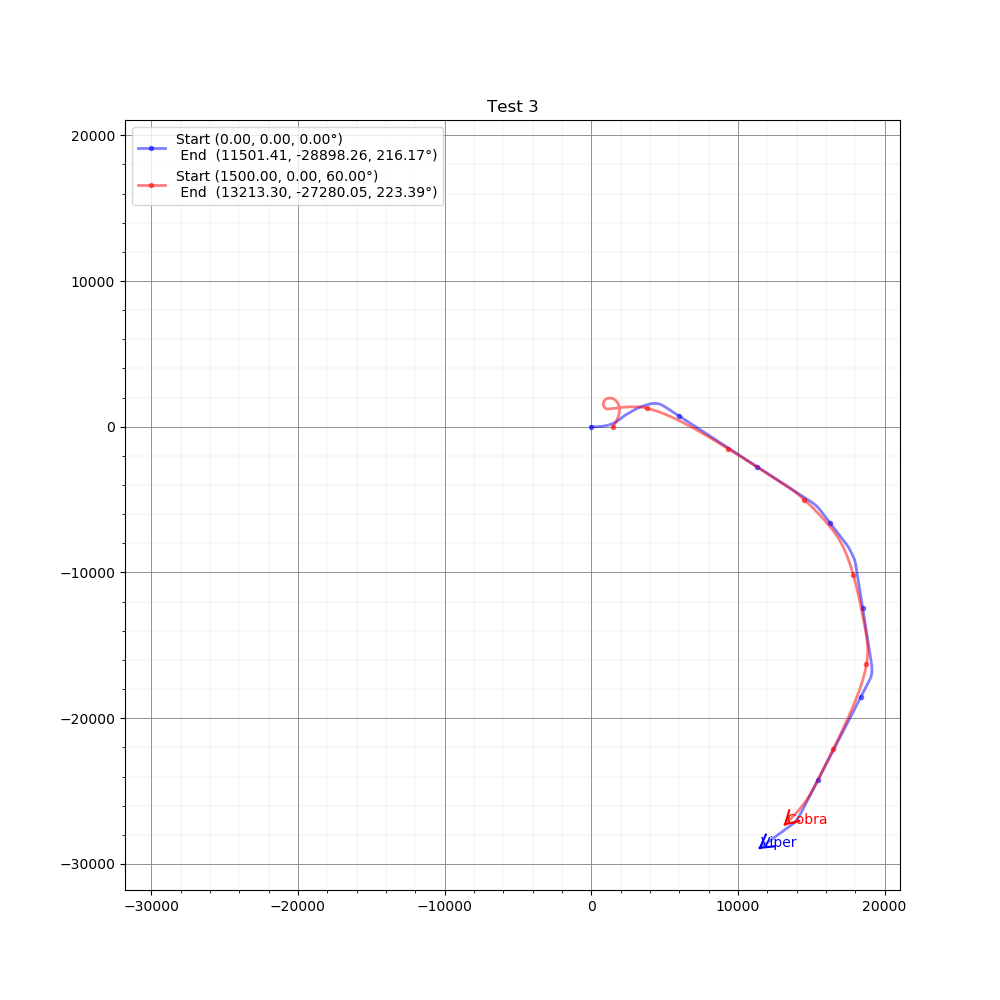 Test 3
Start (0.00, 0.00, 0.00°)
End (11501.41, -28898.26, 216.17°)
Start (1500.00, 0.00, 60.00°)
End (13213.30, -27280.05, 223.39°)
20000
10000
0
−10000
−20000
−30000
Cobra
Viper
−30000 −20000 −10000 0 10000 20000